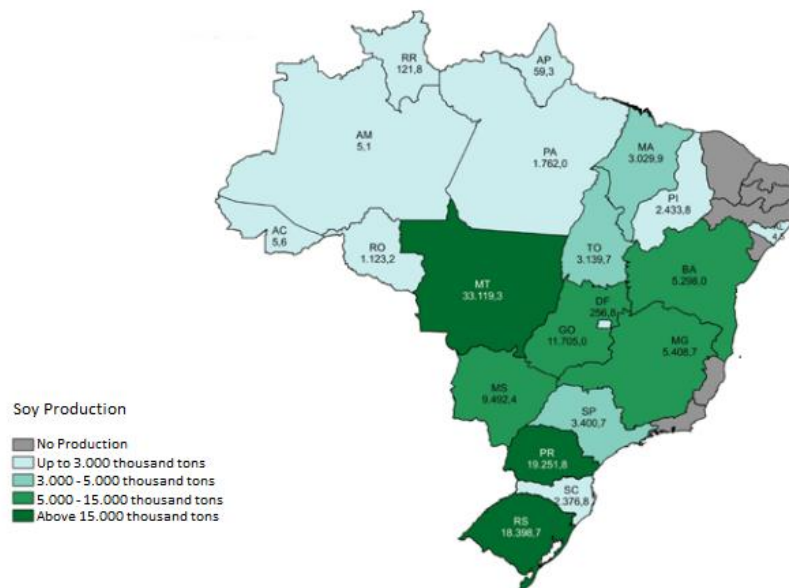 RR
121,8
AP
59,3
AM
5,1
PA
1.762,0
MA
3.029,9
PI
2.433,8
AC
5,6
RO
1.123,2
TO
3.139,7
AL
4,5
MT
33.119,3
BA
5.298,0
DF
256,8
GO
11.705,0
MG
5.408,7
MS
9.492,4
SP
3.400,7
PR
19.251,8
SC
2.376,8
RS
18.398,7
Soy Production
No Production
Up to 3.000 thousand tons
3.000 - 5.000 thousand tons
5.000 - 15.000 thousand tons
Above 15.000 thousand tons